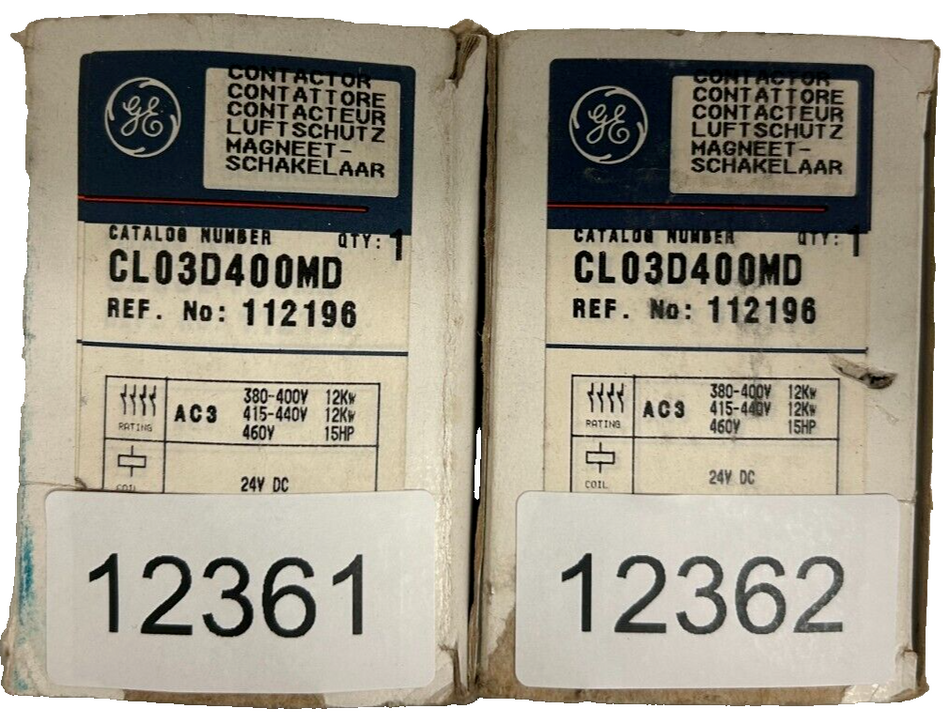 GE
CONTACTOR
CONTATTORE
CONTACTEUR
LUFTSCHUTZ
MAGNEET-
SCHAKELAAR
CATALOG NUMBER QTY: 1
CL03D400MD
REF. No: 112196
RATING AC3 380-400V 12Kw
415-440V 12Kw
460V 15HP
COIL 24V DC
12361
GE
CONTACTOR
CONTATTORE
CONTACTEUR
LUFTSCHUTZ
MAGNEET-
SCHAKELAAR
CATALOG NUMBER QTY: 1
CL03D400MD
REF. No: 112196
RATING AC3 380-400V 12Kw
415-440V 12Kw
460V 15HP
COIL 24V DC
12362